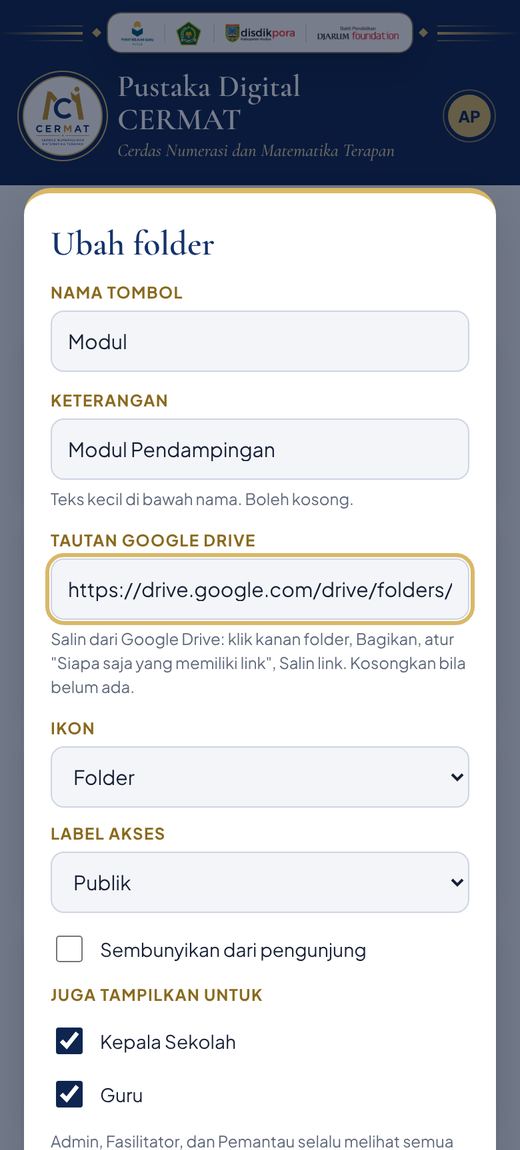 disdikpora
DJARUM foundation
Pustaka Digital
CERMAT
Cerdas Numerasi dan Matematika Terapan
CERMAT
AP
Ubah folder
NAMA TOMBOL
Modul
KETERANGAN
Modul Pendampingan
Teks kecil di bawah nama. Boleh kosong.
TAUTAN GOOGLE DRIVE
https://drive.google.com/drive/folders/
Salin dari Google Drive: klik kanan folder, Bagikan, atur
"Siapa saja yang memiliki link", Salin link. Kosongkan bila
belum ada.
IKON
Folder
LABEL AKSES
Publik
Sembunyikan dari pengunjung
JUGA TAMPILKAN UNTUK
Kepala Sekolah
Guru
Admin, Fasilitator, dan Pemantau selalu melihat semua